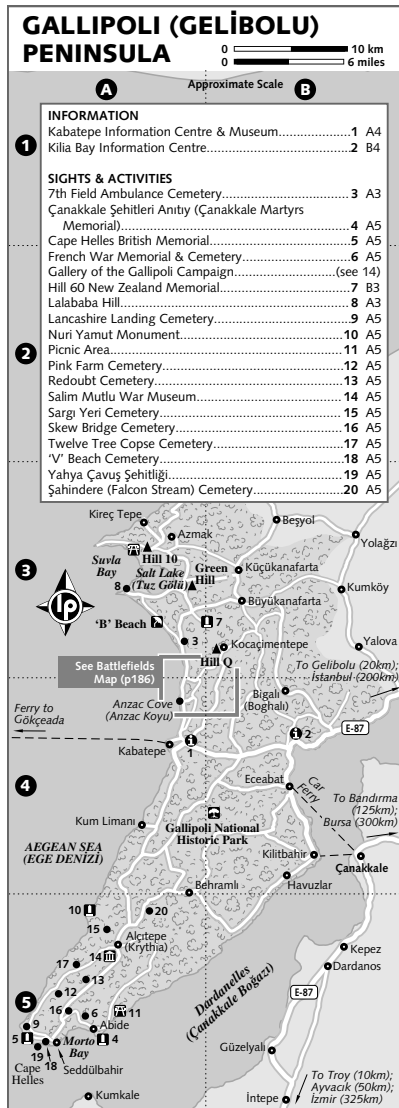 GALLIPOLI (GELİBOLU)
PENINSULA
0 10 km
0 6 miles
Approximate Scale
A B
1
INFORMATION
Kabatepe Information Centre & Museum....................1 A4
Kilia Bay Information Centre....................2 B4
SIGHTS & ACTIVITIES
7th Field Ambulance Cemetery....................3 A3
Çanakkale Şehitleri Anıtıy (Çanakkale Martyrs
Memorial)....................4 A5
Cape Helles British Memorial....................5 A5
French War Memorial & Cemetery....................6 A5
Gallery of the Gallipoli Campaign....................(see 14)
Hill 60 New Zealand Memorial....................7 B3
Lalababa Hill....................8 A3
Lancashire Landing Cemetery....................9 A5
2
Nuri Yamut Monument....................10 A5
Picnic Area....................11 A5
Pink Farm Cemetery....................12 A5
Redoubt Cemetery....................13 A5
Salim Mutlu War Museum....................14 A5
Sargı Yeri Cemetery....................15 A5
Skew Bridge Cemetery....................16 A5
Twelve Tree Copse Cemetery....................17 A5
'V' Beach Cemetery....................18 A5
Yahya Çavuş Şehitliği....................19 A5
Şahindere (Falcon Stream) Cemetery....................20 A5
Kireç Tepe
Beşyol
Azmak
Yolağzı
Suvla
Bay
Hill 10
Salt Lake
(Tuz Gölü)
Green
Hill
Küçükanafarta
3
8
Kumköy
Büyükanafarta
lp
'B' Beach
7
3
Kocaçimentepe
Yalova
Hill Q
See Battlefields
Map (p186)
To Gelibolu (20km);
İstanbul (200km)
Bigalı
(Boghalı)
Anzac Cove
(Anzac Koyu)
Ferry to
Gökçeada
E-87
2
1
Kabatepe
Eceabat
4
Car
Ferry
To Bandırma
(125km);
Bursa (300km)
Kum Limanı
Gallipoli National
Historic Park
AEGEAN SEA
(EGE DENİZİ)
Kilitbahir
Çanakkale
Havuzlar
Behramlı
10
20
15
Alçıtepe
(Krythia)
Kepez
14
Dardanos
17
13
Dardanelles
(Çanakkale Boğazı)
E-87
12
5
16
6
11
9
Abide
5
Morto
Bay
4
Güzelyalı
19
18
Cape
Helles
Seddülbahir
To Troy (10km);
Ayvacık (50km);
İzmir (325km)
Kumkale
İntepe